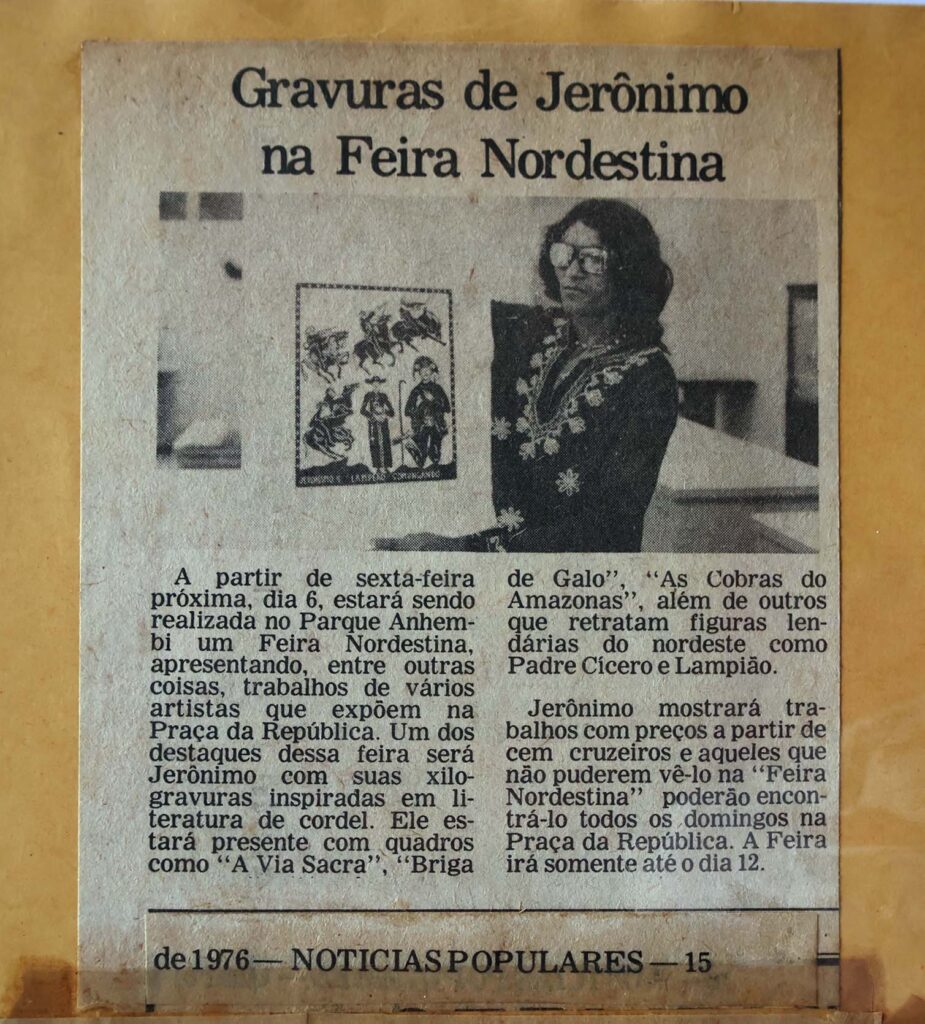 Gravuras de Jerônimo
na Feira Nordestina
JERONIMO E LAMPEÃO COMUNGANDO
A partir de sexta-feira
próxima, dia 6, estará sendo
realizada no Parque Anhem-
bi um Feira Nordestina,
apresentando, entre outras
coisas, trabalhos de vários
artistas que expõem na
Praça da República. Um dos
destaques dessa feira será
Jerônimo com suas xilo-
gravuras inspiradas em li-
teratura de cordel. Ele es-
tará presente com quadros
como “A Via Sacra”, “Briga
de Galo”, “As Cobras do
Amazonas”, além de outros
que retratam figuras len-
dárias do nordeste como
Padre Cícero e Lampião.
Jerônimo mostrará tra-
balhos com preços a partir de
cem cruzeiros e aqueles que
não puderem vê-lo na “Feira
Nordestina” poderão encon-
trá-lo todos os domingos na
Praça da República. A Feira
irá somente até o dia 12.
de 1976 — NOTICIAS POPULARES — 15